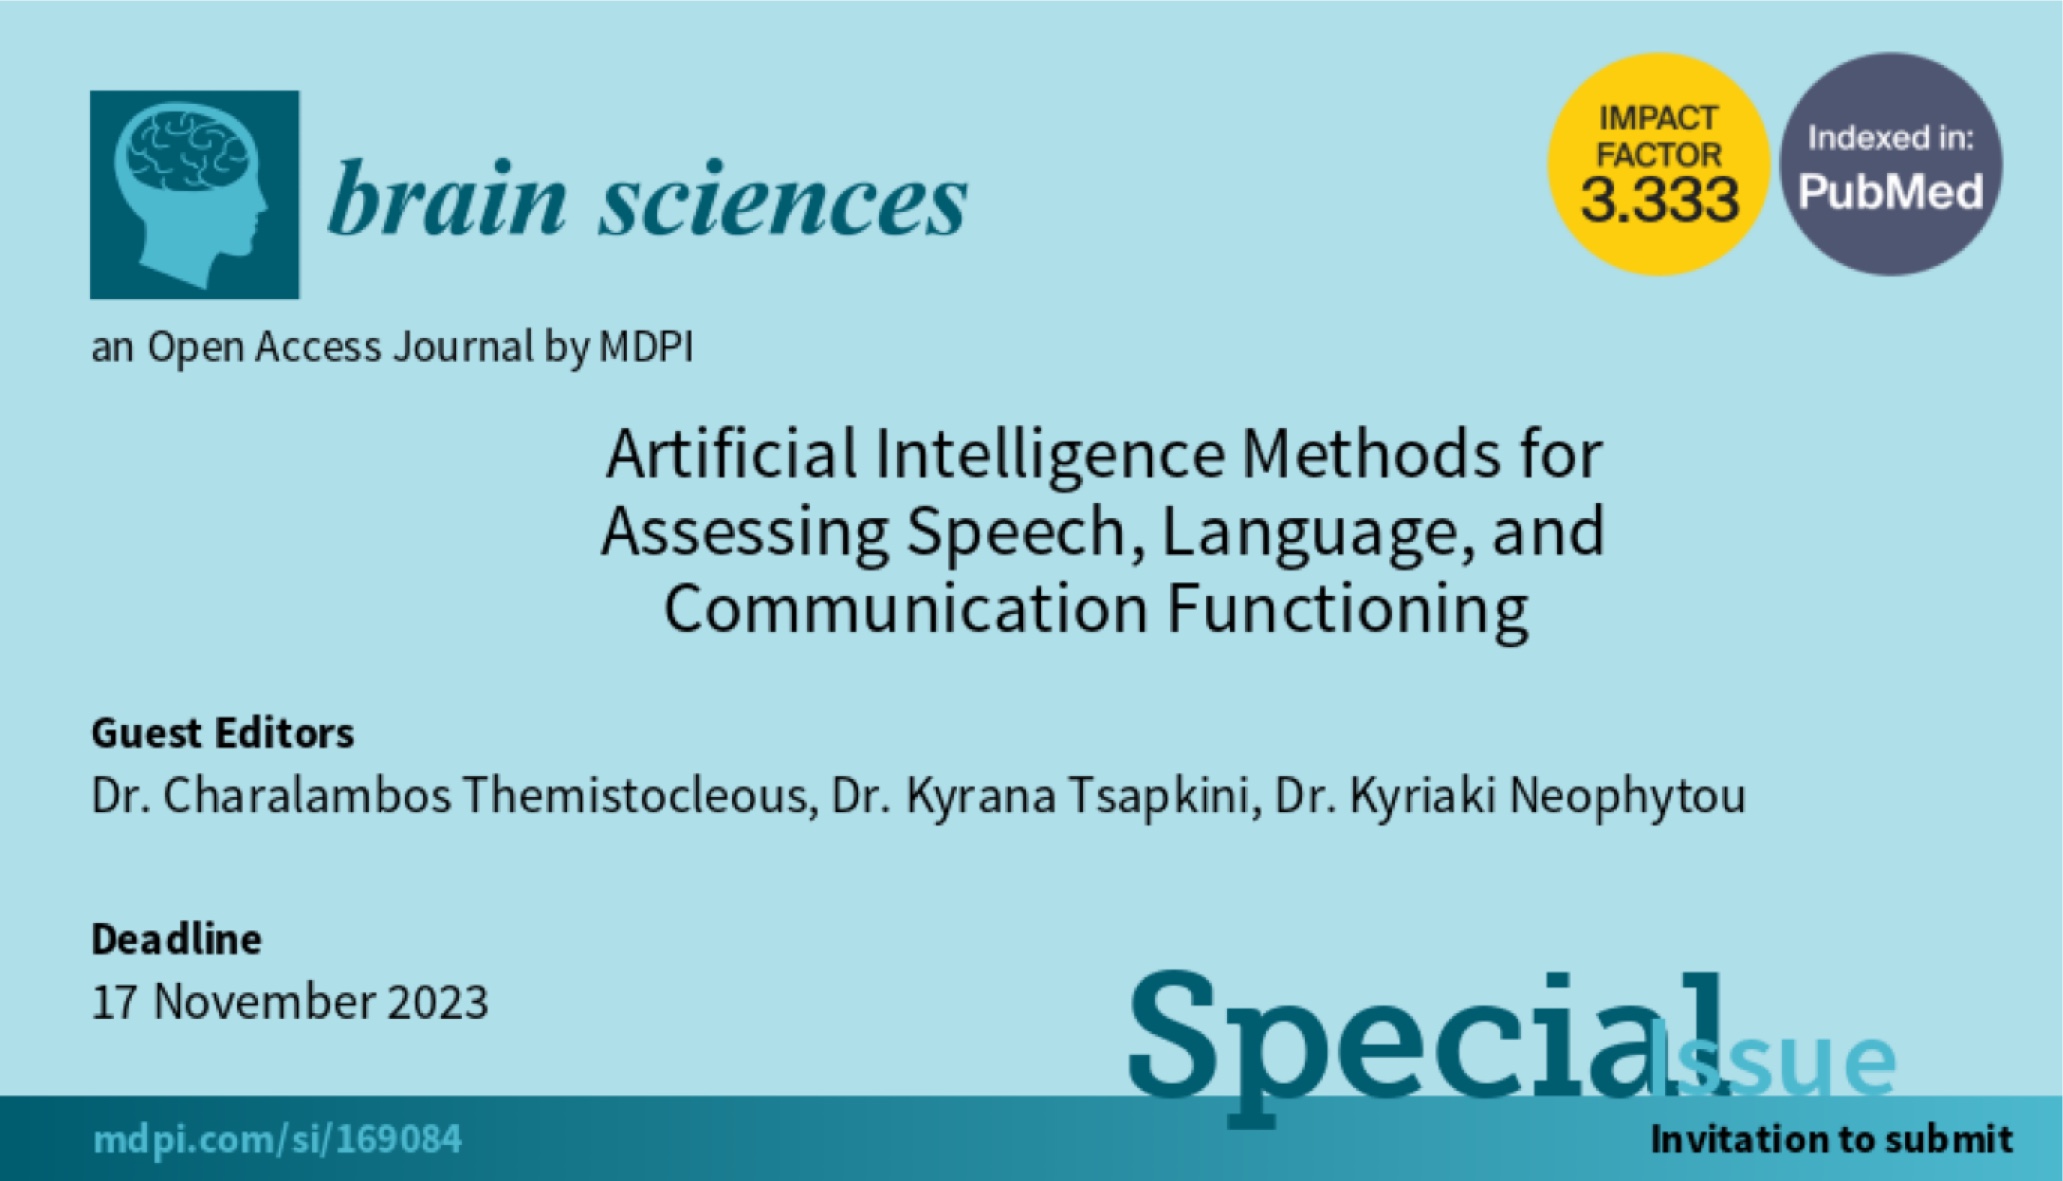 brain sciences
IMPACT
FACTOR
3.333
Indexed in:
PubMed
an Open Access Journal by MDPI
Artificial Intelligence Methods for
Assessing Speech, Language, and
Communication Functioning
Guest Editors
Dr. Charalambos Themistocleous, Dr. Kyrana Tsapkini, Dr. Kyriaki Neophytou
Deadline
17 November 2023
Special
Issue
mdpi.com/si/169084
Invitation to submit